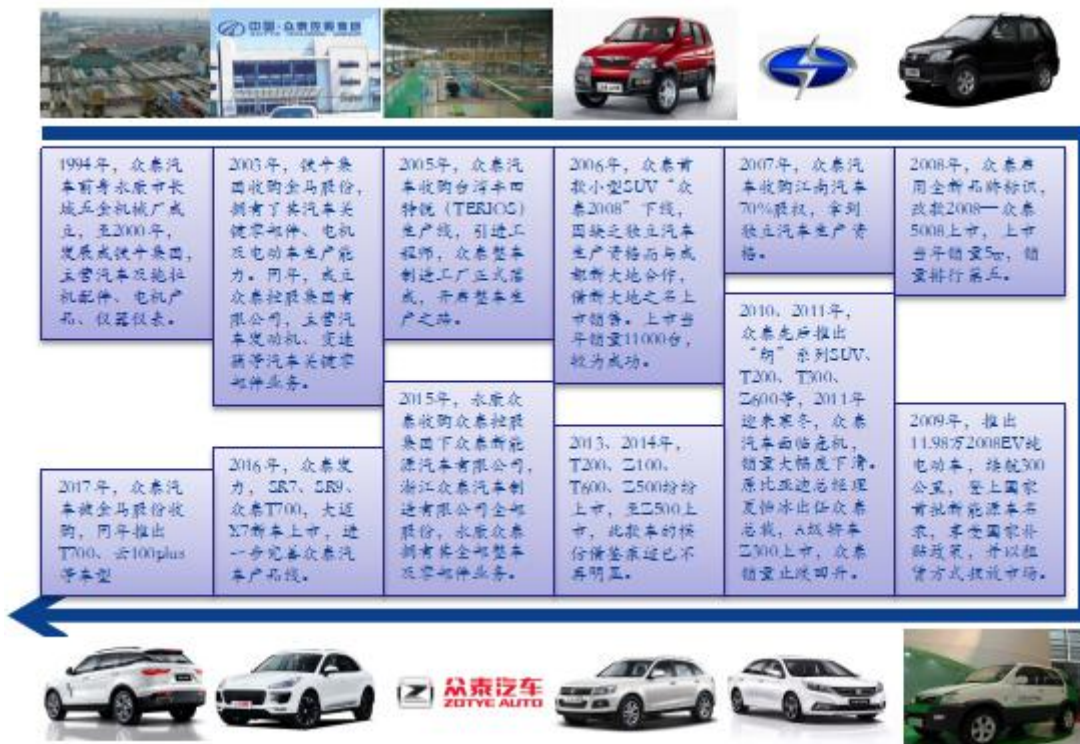 中国·众泰控股集团
1994年，众泰汽
车前身永康市长
城五金机械厂成
立，至2000年，
发展成铁牛集团，
主营汽车及拖拉
机配件、电机产
品、仪器仪表。
2003年，铁牛集
团收购金马股份，
拥有了其汽车关
键零部件、电机
及电动车生产能
力。同年，成立
众泰控股集团有
限公司，主营汽
车发动机、变速
箱等汽车关键零
部件业务。
2005年，众泰汽
车收购台湾丰田
特锐（TERIOS）
生产线，引进工
程师，众泰整车
制造工厂正式落
成，开启整车生
产之路。
2006年，众泰首
款小型SUV“众
泰2008”下线，
因缺乏独立汽车
生产资格而与成
都新大地合作，
借新大地之名上
市销售。上市当
年销量11000台，
较为成功。
2007年，众泰汽
车收购江南汽车
70%股权，拿到
独立汽车生产资
格。
2008年，众泰启
用全新品牌标识，
改款2008—众泰
5008上市，上市
当年销量5w，销
量排行第五。
2009年，推出
11.98万2008EV纯
电动车，续航300
公里，登上国家
首批新能源车名
录，享受国家补
贴政策，并以租
赁方式投放市场。
2010、2011年，
众泰先后推出
“朗”系列SUV、
T200、T300、
Z600等，2011年
迎来寒冬，众泰
汽车面临危机，
销量大幅度下滑。
原比亚迪总经理
夏怡冰出任众泰
总裁，A级轿车
Z300上市，众泰
销量止跌回升。
2013、2014年，
T200、Z100、
T600、Z500纷纷
上市，至Z500上
市，此款车的模
仿借鉴痕迹已不
再明显。
2015年，永康众
泰收购众泰控股
集团下众泰新能
源汽车有限公司，
浙江众泰汽车制
造有限公司全部
股份，永康众泰
拥有其全部整车
及零部件业务。
2016年，众泰发
力，SR7、SR9、
众泰T700，大迈
X7新车上市，进
一步完善众泰汽
车产品线。
2017年，众泰汽
车被金马股份收
购，同年推出
T700、云100plus
等车型
众泰汽车
ZOTYE AUTO